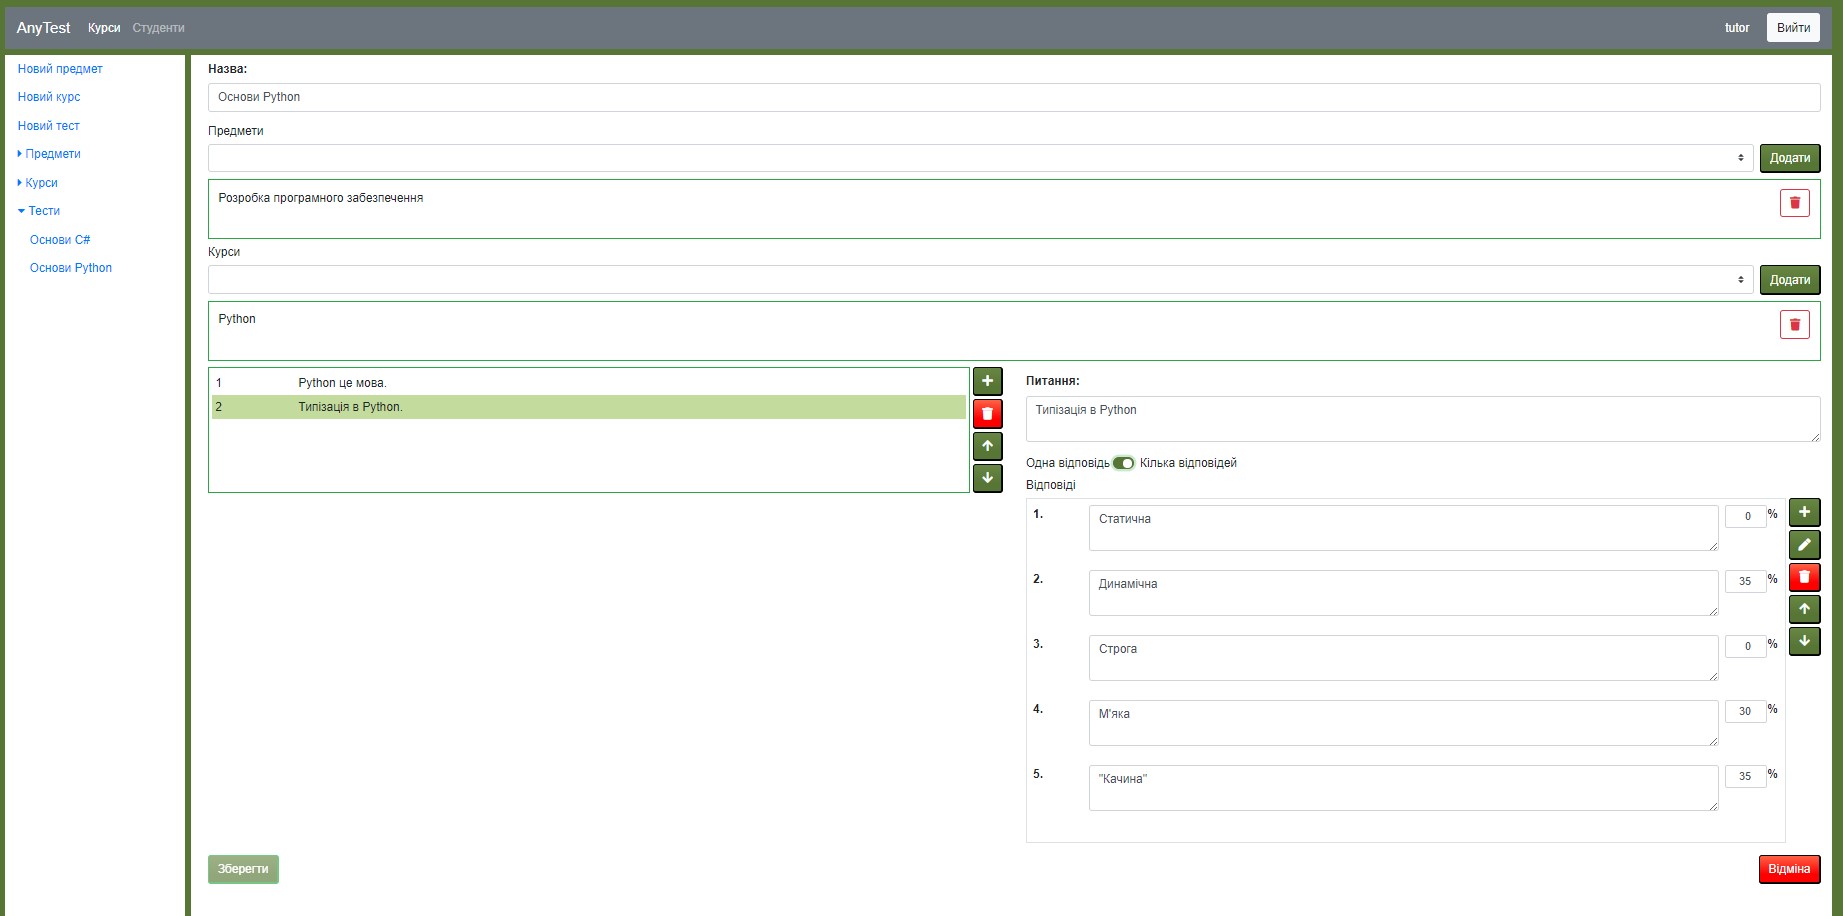 AnyTest Курси Студенти tutor Вийти
Новий предмет
Новий курс
Новий тест
Предмети
Курси
Тести
Основи C#
Основи Python
Назва:
Основи Python
Предмети
Додати
Розробка програмного забезпечення
Курси
Додати
Python
1 Python це мова.
2 Типізація в Python.
Питання:
Типізація в Python
Одна відповідь Кілька відповідей
Відповіді
1. Статична 0 %
2. Динамічна 35 %
3. Строга 0 %
4. М'яка 30 %
5. "Качина" 35 %
Зберегти Відміна